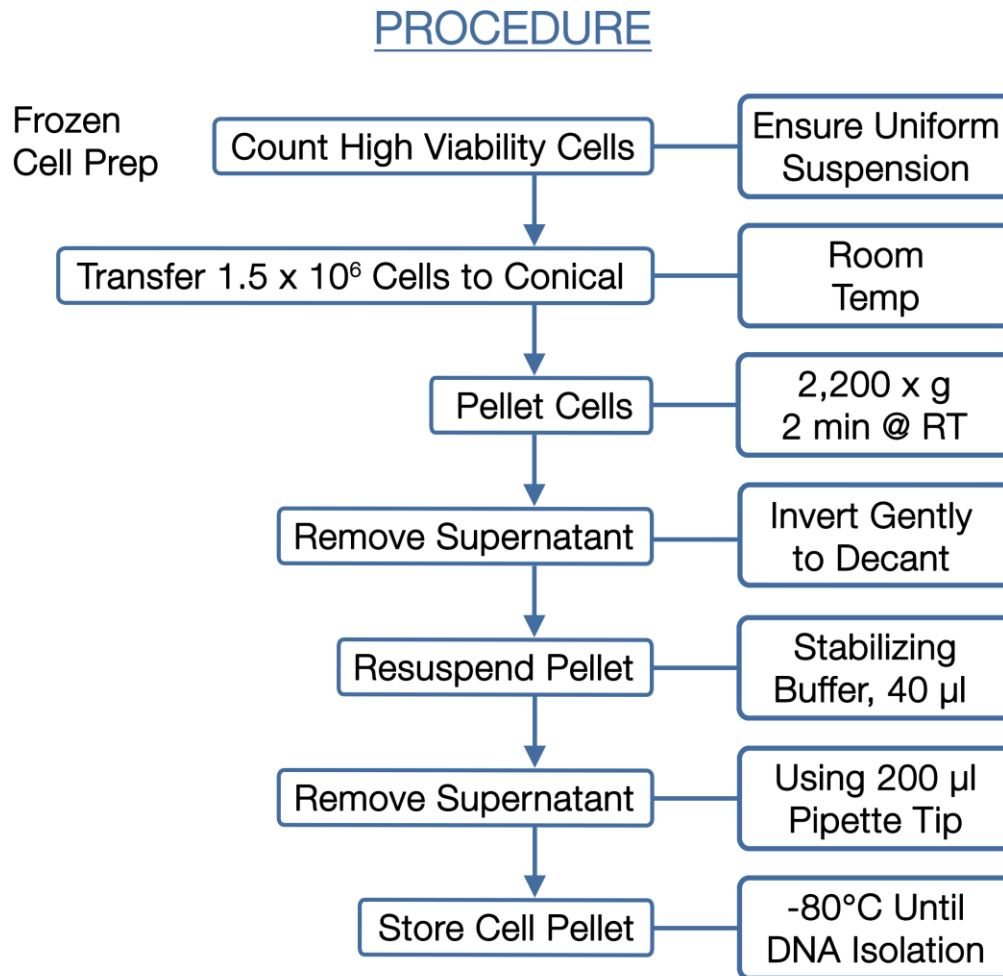 PROCEDURE
Frozen
Cell Prep
Count High Viability Cells
Ensure Uniform
Suspension
Transfer 1.5 x 10⁶ Cells to Conical
Room
Temp
Pellet Cells
2,200 x g
2 min @ RT
Remove Supernatant
Invert Gently
to Decant
Resuspend Pellet
Stabilizing
Buffer, 40 µl
Remove Supernatant
Using 200 µl
Pipette Tip
Store Cell Pellet
-80°C Until
DNA Isolation